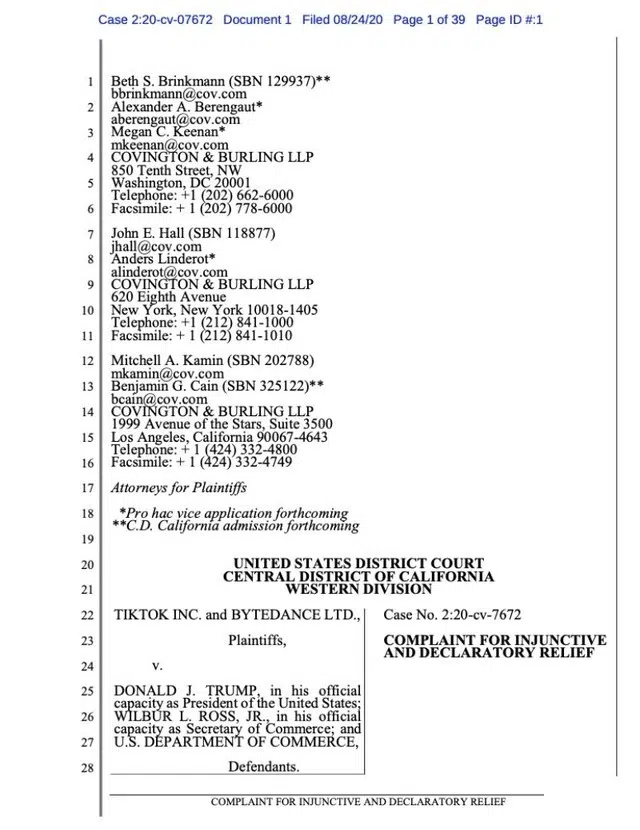 Case 2:20-cv-07672 Document 1 Filed 08/24/20 Page 1 of 39 Page ID #:1
1 Beth S. Brinkmann (SBN 129937)**
bbrinkmann@cov.com
2 Alexander A. Berengaut*
aberengaut@cov.com
3 Megan C. Keenan*
mkeenan@cov.com
4 COVINGTON & BURLING LLP
850 Tenth Street, NW
5 Washington, DC 20001
Telephone: +1 (202) 662-6000
6 Facsimile: + 1 (202) 778-6000
7 John E. Hall (SBN 118877)
jhall@cov.com
8 Anders Linderot*
alinderot@cov.com
9 COVINGTON & BURLING LLP
620 Eighth Avenue
10 New York, New York 10018-1405
Telephone: +1 (212) 841-1000
11 Facsimile: + 1 (212) 841-1010
12 Mitchell A. Kamin (SBN 202788)
mkamin@cov.com
13 Benjamin G. Cain (SBN 325122)**
bcain@cov.com
14 COVINGTON & BURLING LLP
1999 Avenue of the Stars, Suite 3500
15 Los Angeles, California 90067-4643
Telephone: + 1 (424) 332-4800
16 Facsimile: + 1 (424) 332-4749
17 Attorneys for Plaintiffs
18 *Pro hac vice application forthcoming
**C.D. California admission forthcoming
19
20 UNITED STATES DISTRICT COURT
CENTRAL DISTRICT OF CALIFORNIA
21 WESTERN DIVISION
22 TIKTOK INC. and BYTEDANCE LTD.,
23 Plaintiffs,
24 v.
25 DONALD J. TRUMP, in his official
capacity as President of the United States;
26 WILBUR L. ROSS, JR., in his official
capacity as Secretary of Commerce; and
27 U.S. DEPARTMENT OF COMMERCE,
28 Defendants.
Case No. 2:20-cv-7672
COMPLAINT FOR INJUNCTIVE
AND DECLARATORY RELIEF
COMPLAINT FOR INJUNCTIVE AND DECLARATORY RELIEF